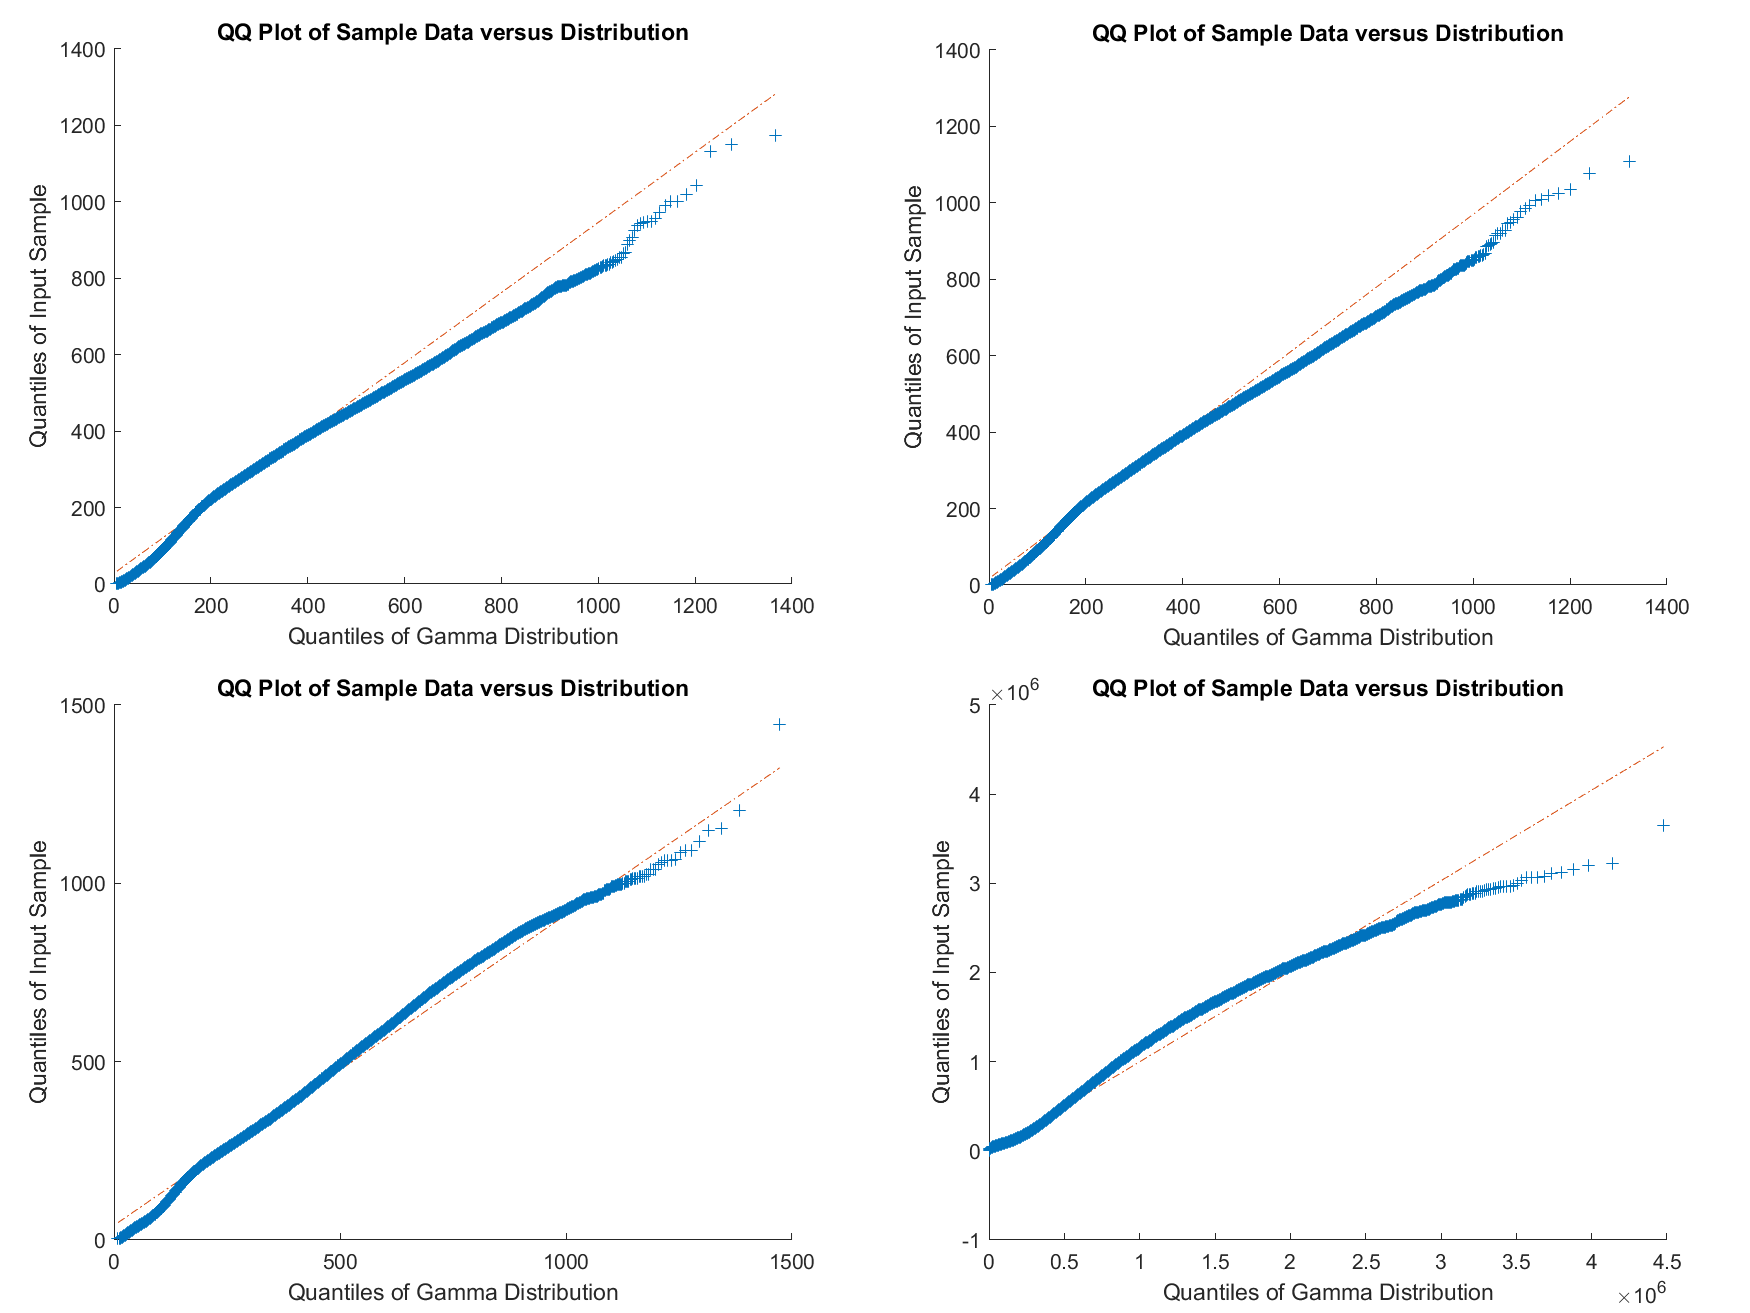 QQ Plot of Sample Data versus Distribution
1400
1200
1000
800
600
400
200
0
Quantiles of Input Sample
0 200 400 600 800 1000 1200 1400
Quantiles of Gamma Distribution
QQ Plot of Sample Data versus Distribution
1400
1200
1000
800
600
400
200
0
Quantiles of Input Sample
0 200 400 600 800 1000 1200 1400
Quantiles of Gamma Distribution
QQ Plot of Sample Data versus Distribution
1500
1000
500
0
Quantiles of Input Sample
0 500 1000 1500
Quantiles of Gamma Distribution
QQ Plot of Sample Data versus Distribution
×10⁶
5
4
3
2
1
0
-1
Quantiles of Input Sample
0 0.5 1 1.5 2 2.5 3 3.5 4 4.5
Quantiles of Gamma Distribution
×10⁶